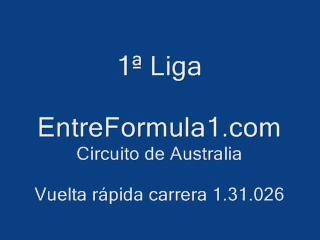 1ª Liga
EntreFormula1.com
Circuito de Australia
Vuelta rápida carrera 1.31.026